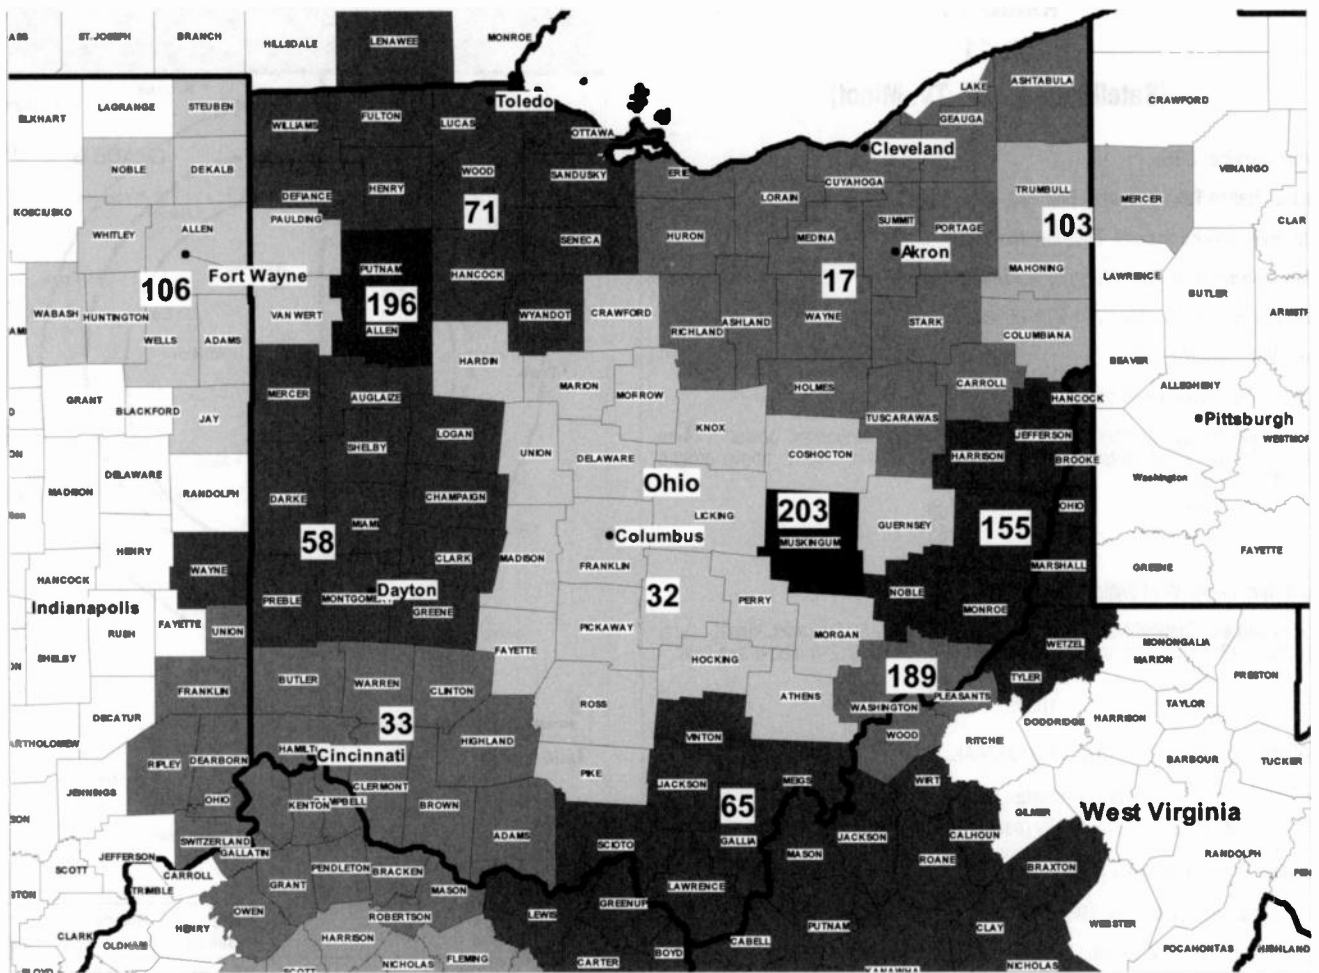 ST. JOSEPH BRANCH HILLSDALE LENAWEE MONROE
LAGRANGE STEUBEN ELKHART
WILLIAMS FULTON LUCAS Toledo OTTAWA
LAKE ASHTABULA GEAUGA CRAWFORD
NOBLE DEKALB DEFIANCE HENRY WOOD SANDUSKY ERIE
Cleveland CUYAHOGA LORAIN TRUMBULL MERCER VENANGO
KOSCIUSKO WHITLEY ALLEN PAULDING 71 SENECA HURON MEDINA SUMMIT PORTAGE 103 CLAR
Akron
106 Fort Wayne PUTNAM HANCOCK 17 MAHONING LAWRENCE BUTLER
196
WABASH HUNTINGTON VAN WERT ALLEN WYANDOT CRAWFORD RICHLAND ASHLAND WAYNE STARK COLUMBIANA
WELLS ADAMS HARDIN BEAVER
GRANT BLACKFORD JAY MERCER AUGLAIZE MARION MORROW HOLMES CARROLL HANCOCK ALLEGHENY
Pittsburgh
KNOX TUSCARAWAS JEFFERSON
LOGAN SHELBY UNION DELAWARE COSHOCTON HARRISON BROOKE
DELAWARE MADISON RANDOLPH DARKE CHAMPAIGN Ohio Washington
MIAMI LICKING 203 GUERNSEY 155 OHIO
58 Columbus MUSKINGUM
HENRY WAYNE CLARK MADISON FRANKLIN MARSHALL GREENE FAYETTE
HANCOCK PREBLE MONTGOMERY Dayton GREENE 32 PERRY NOBLE MONROE
Indianapolis
RUSH FAYETTE UNION PICKAWAY MORGAN WETZEL MONONGALIA
SHELBY FAYETTE HOCKING MARION
FRANKLIN BUTLER WARREN CLINTON ROSS ATHENS 189 PLEASANTS TYLER PRESTON
DECATUR 33 WASHINGTON DODDRIDGE HARRISON TAYLOR
HIGHLAND VINTON WOOD RITCHIE
RIPLEY DEARBORN Cincinnati BARBOUR TUCKER
JENNINGS OHIO KENTON CLERMONT BROWN PIKE JACKSON MEIGS WIRT
65 GILMER West Virginia
SWITZERLAND GALLATIN ADAMS SCIOTO GALLIA JACKSON CALHOUN
JEFFERSON MASON ROANE RANDOLPH
SCOTT CARROLL TRIMBLE GRANT PENDLETON BRACKEN MASON LAWRENCE BRAXTON
OWEN ROBERTSON LEWIS GREENUP PUTNAM CLAY WEBSTER
CLARK OLDHAM HENRY HARRISON CABELL POCAHONTAS HIGHLAND
SCOTT NICHOLAS FLEMING CARTER BOYD KANAWHA NICHOLAS